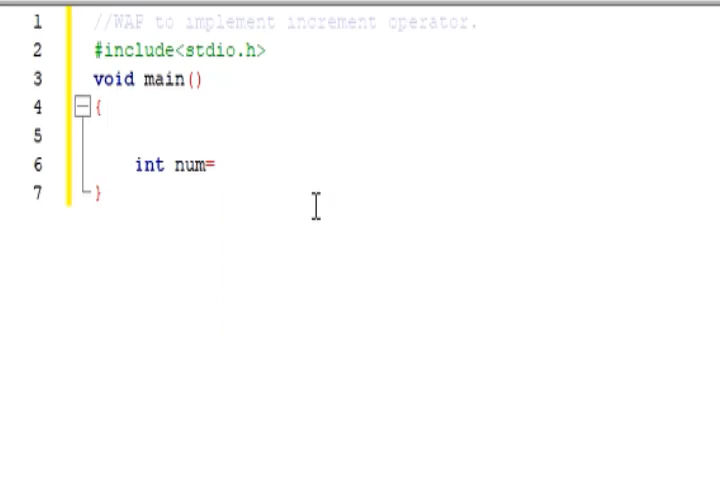 1 //WAP to implement increment operator.
2 #include<stdio.h>
3 void main()
4 {
5
6 int num=
7 }